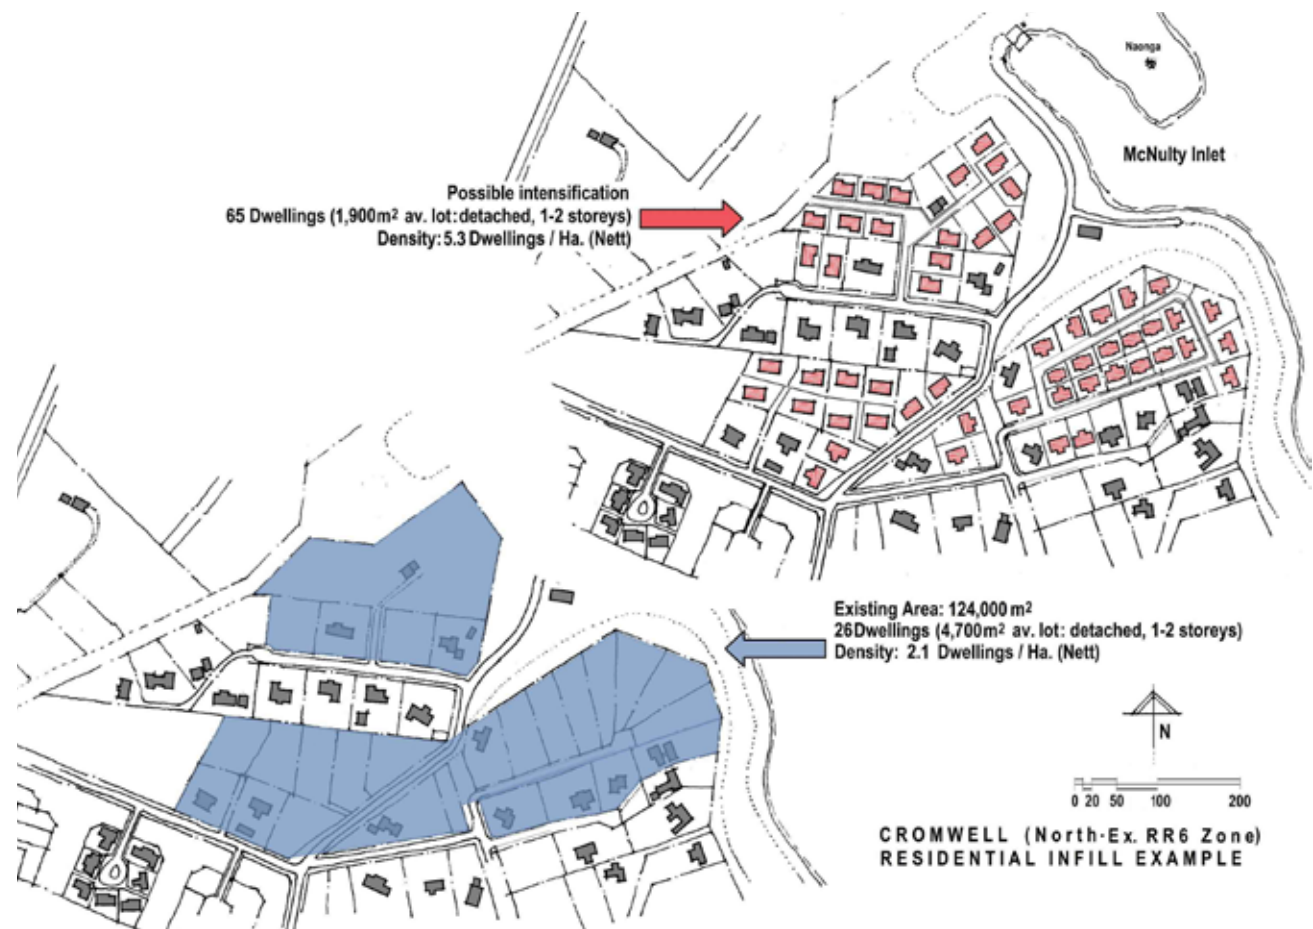 Naonga
McNulty Inlet
Possible intensification
65 Dwellings (1,900m² av. lot: detached, 1-2 storeys)
Density: 5.3 Dwellings / Ha. (Nett)
Existing Area: 124,000 m²
26 Dwellings (4,700m² av. lot: detached, 1-2 storeys)
Density: 2.1 Dwellings / Ha. (Nett)
N
0 20 50 100 200
CROMWELL (North-Ex. RR6 Zone)
RESIDENTIAL INFILL EXAMPLE